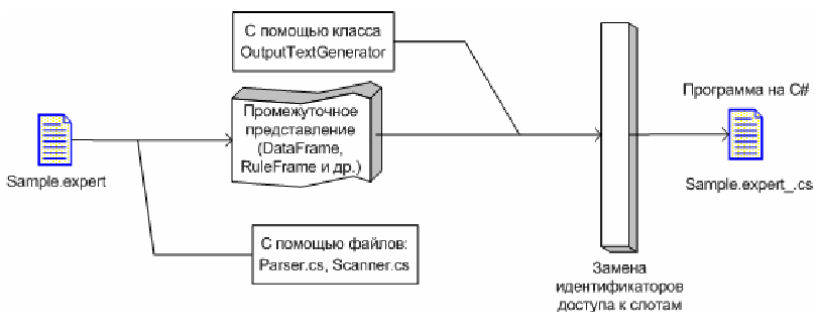 С помощью класса
OutputTextGenerator
Промежуточное
представление
(DataFrame,
RuleFrame и др.)
Программа на C#
Sample.expert
Sample.expert_.cs
С помощью файлов:
Parser.cs, Scanner.cs
Замена
идентификаторов
доступа к слотам